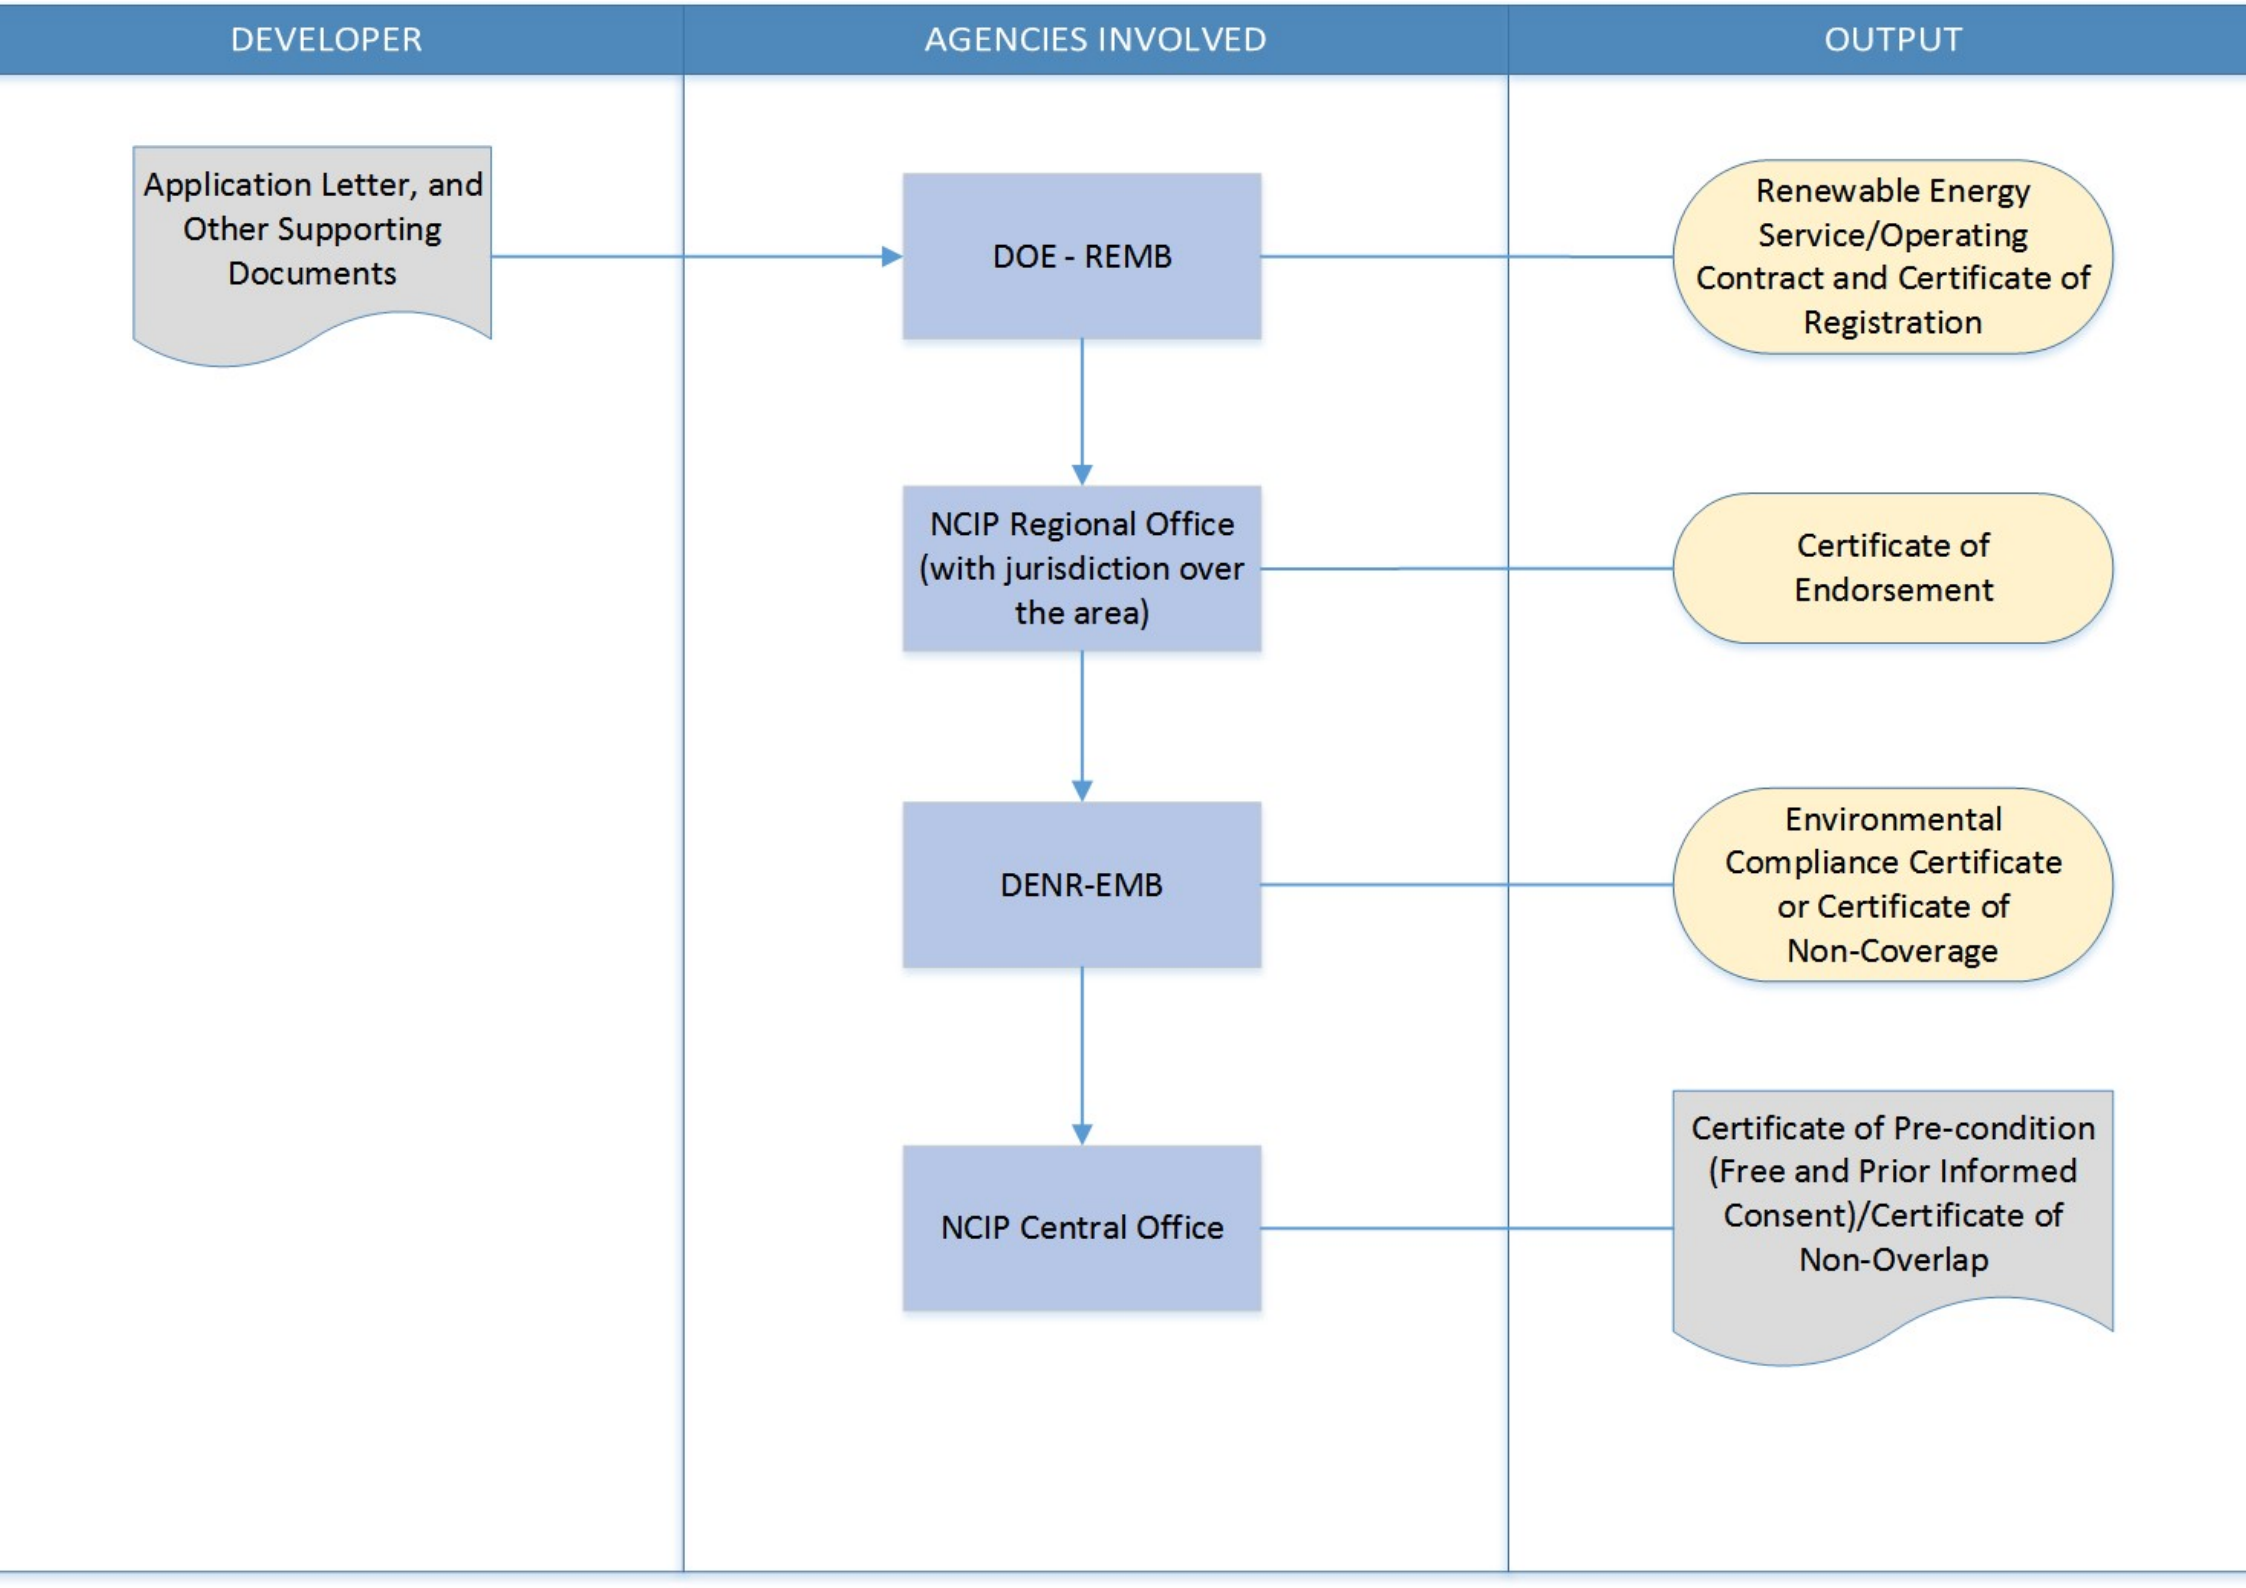 DEVELOPER
AGENCIES INVOLVED
OUTPUT
Application Letter, and
Other Supporting
Documents
DOE - REMB
Renewable Energy
Service/Operating
Contract and Certificate of
Registration
NCIP Regional Office
(with jurisdiction over
the area)
Certificate of
Endorsement
DENR-EMB
Environmental
Compliance Certificate
or Certificate of
Non-Coverage
NCIP Central Office
Certificate of Pre-condition
(Free and Prior Informed
Consent)/Certificate of
Non-Overlap